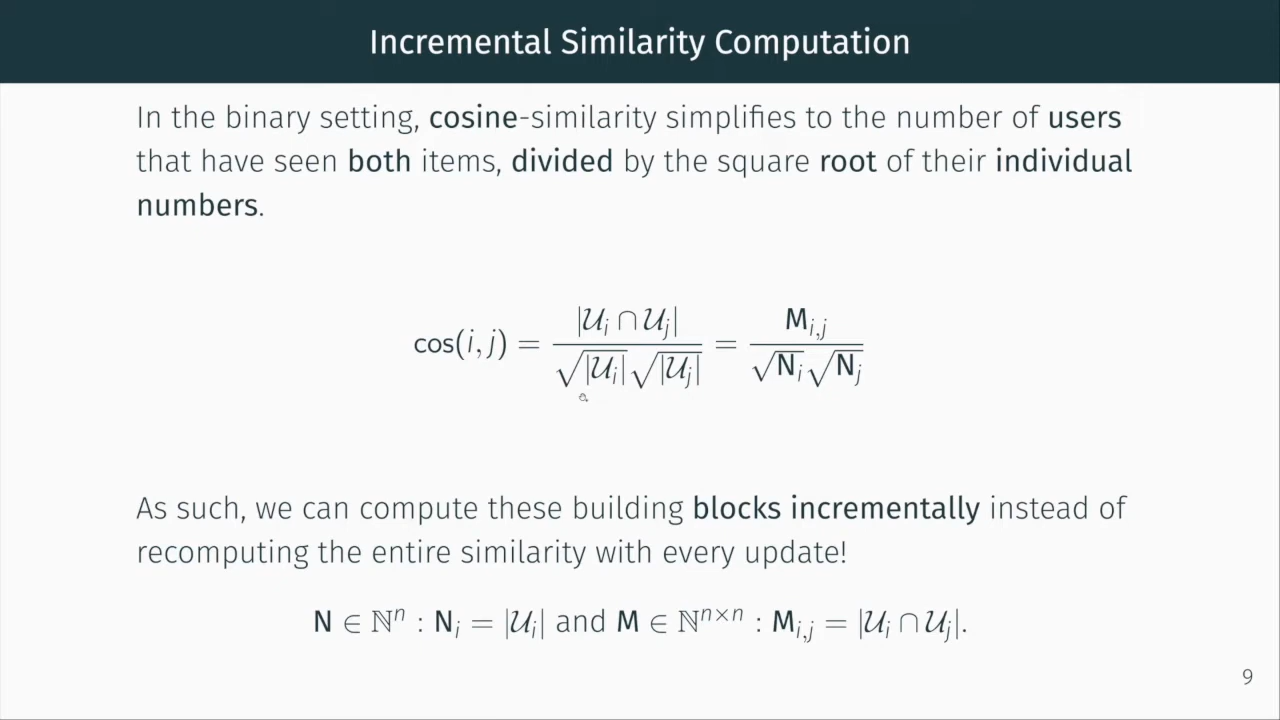 Incremental Similarity Computation
In the binary setting, cosine-similarity simplifies to the number of users
that have seen both items, divided by the square root of their individual
numbers.
cos(i, j) = |𝒰ᵢ ∩ 𝒰ⱼ| / (√|𝒰ᵢ| √|𝒰ⱼ|) = M_{i,j} / (√Nᵢ √Nⱼ)
As such, we can compute these building blocks incrementally instead of
recomputing the entire similarity with every update!
N ∈ ℕⁿ : Nᵢ = |𝒰ᵢ| and M ∈ ℕⁿˣⁿ : M_{i,j} = |𝒰ᵢ ∩ 𝒰ⱼ|.
9